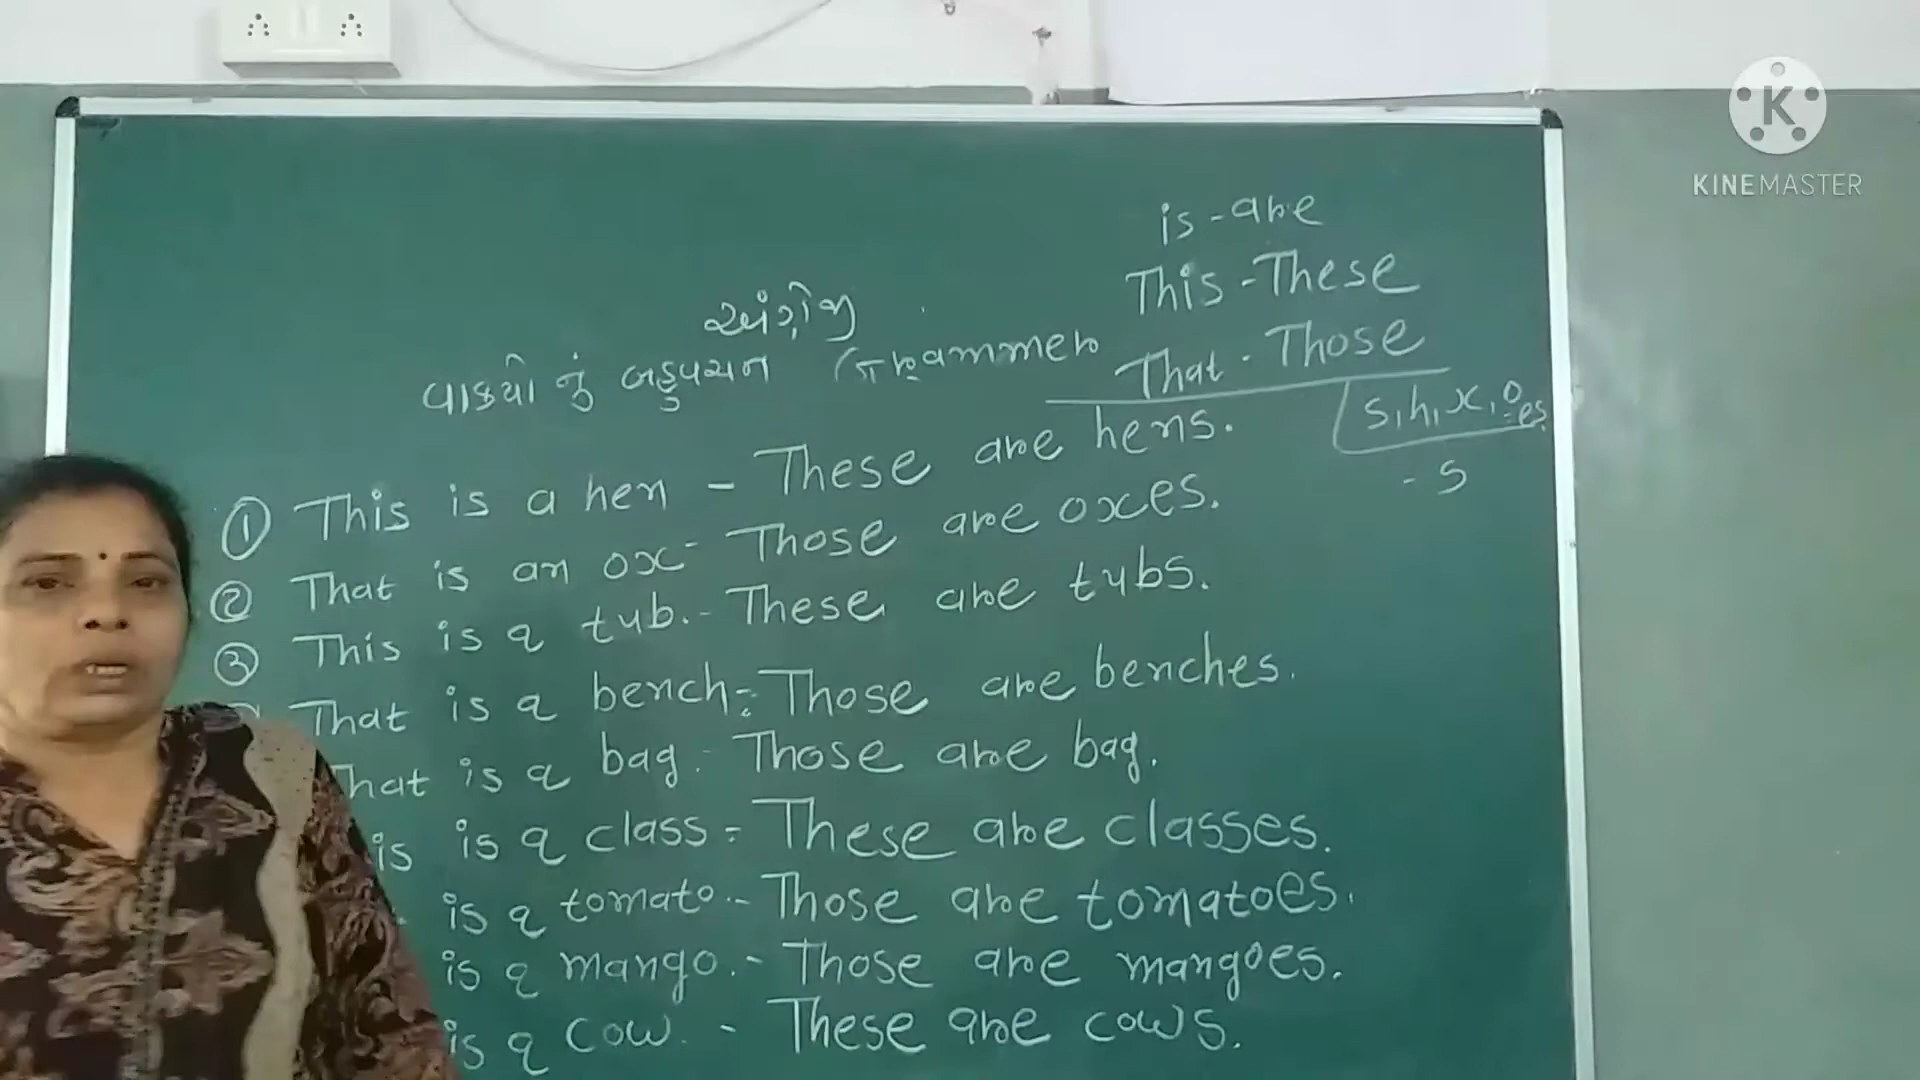 KINEMASTER
is - are
This - These
That - Those
અંગ્રેજી
વાકયો નું બહુવચન Grammer
s, h, x, o - es
- s
① This is a hen - These are hens.
② That is an ox - Those are oxes.
③ This is a tub. - These are tubs.
That is a bench - Those are benches.
That is a bag. - Those are bag.
is is a class - These are classes.
is a tomato. - Those are tomatoes.
is a mango. - Those are mangoes.
is a cow. - These are cows.